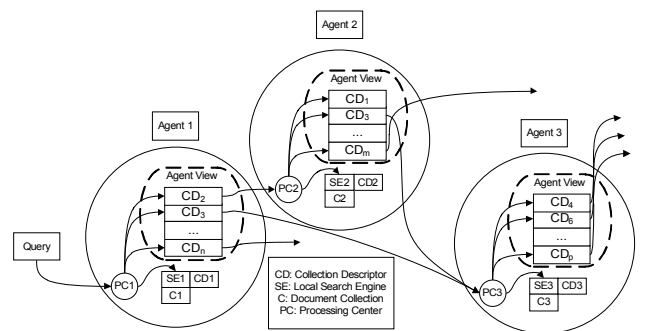 Agent 2
Agent View
CD1
CD3
...
CDm
PC2
SE2 CD2
C2
Agent 1
Agent View
CD2
CD3
...
CDn
Query
PC1
SE1 CD1
C1
Agent 3
Agent View
CD4
CD6
...
CDp
PC3
SE3 CD3
C3
CD: Collection Descriptor
SE: Local Search Engine
C: Document Collection
PC: Processing Center